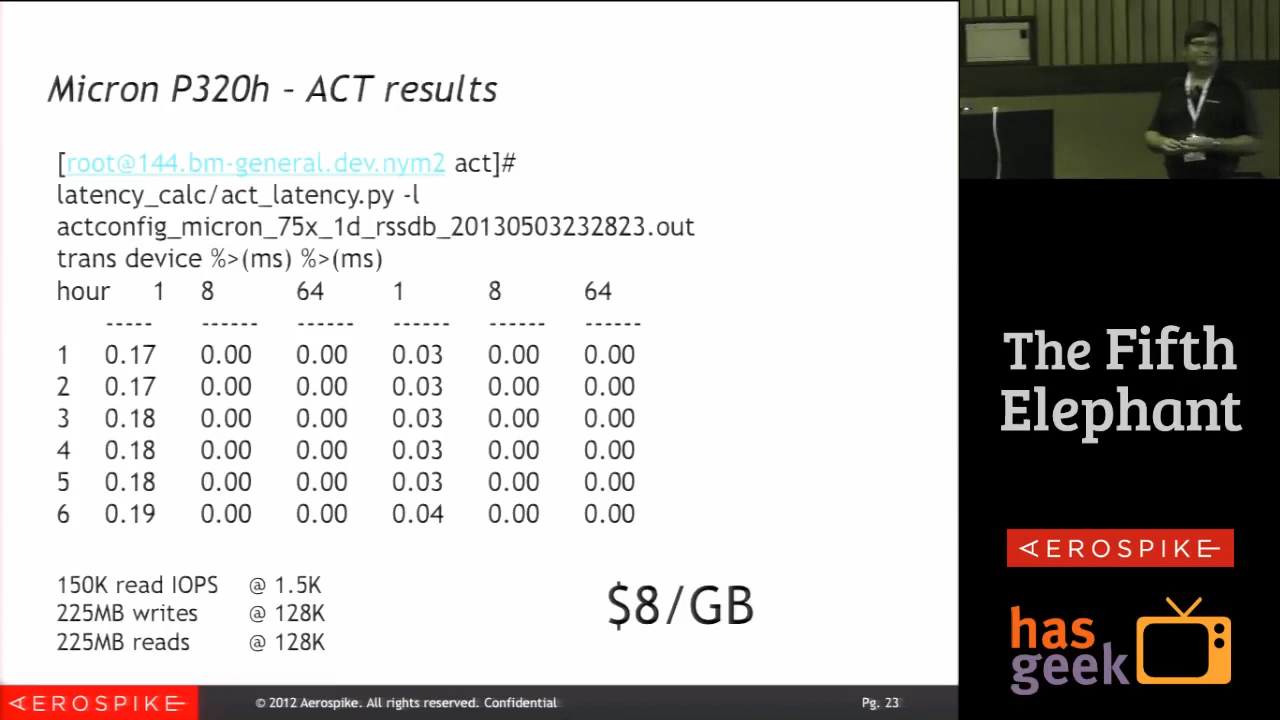 Micron P320h – ACT results
[root@144.bm-general.dev.nym2 act]#
latency_calc/act_latency.py -l
actconfig_micron_75x_1d_rssdb_20130503232823.out
trans device %>(ms) %>(ms)
hour 1 8 64 1 8 64
----- ------ ------ ------ ------ ------
1 0.17 0.00 0.00 0.03 0.00 0.00
2 0.17 0.00 0.00 0.03 0.00 0.00
3 0.18 0.00 0.00 0.03 0.00 0.00
4 0.18 0.00 0.00 0.03 0.00 0.00
5 0.18 0.00 0.00 0.03 0.00 0.00
6 0.19 0.00 0.00 0.04 0.00 0.00
150K read IOPS @ 1.5K
225MB writes @ 128K
225MB reads @ 128K
$8/GB
AEROSPIKE
© 2012 Aerospike. All rights reserved. Confidential
Pg. 23
The Fifth
Elephant
AEROSPIKE
has
geek